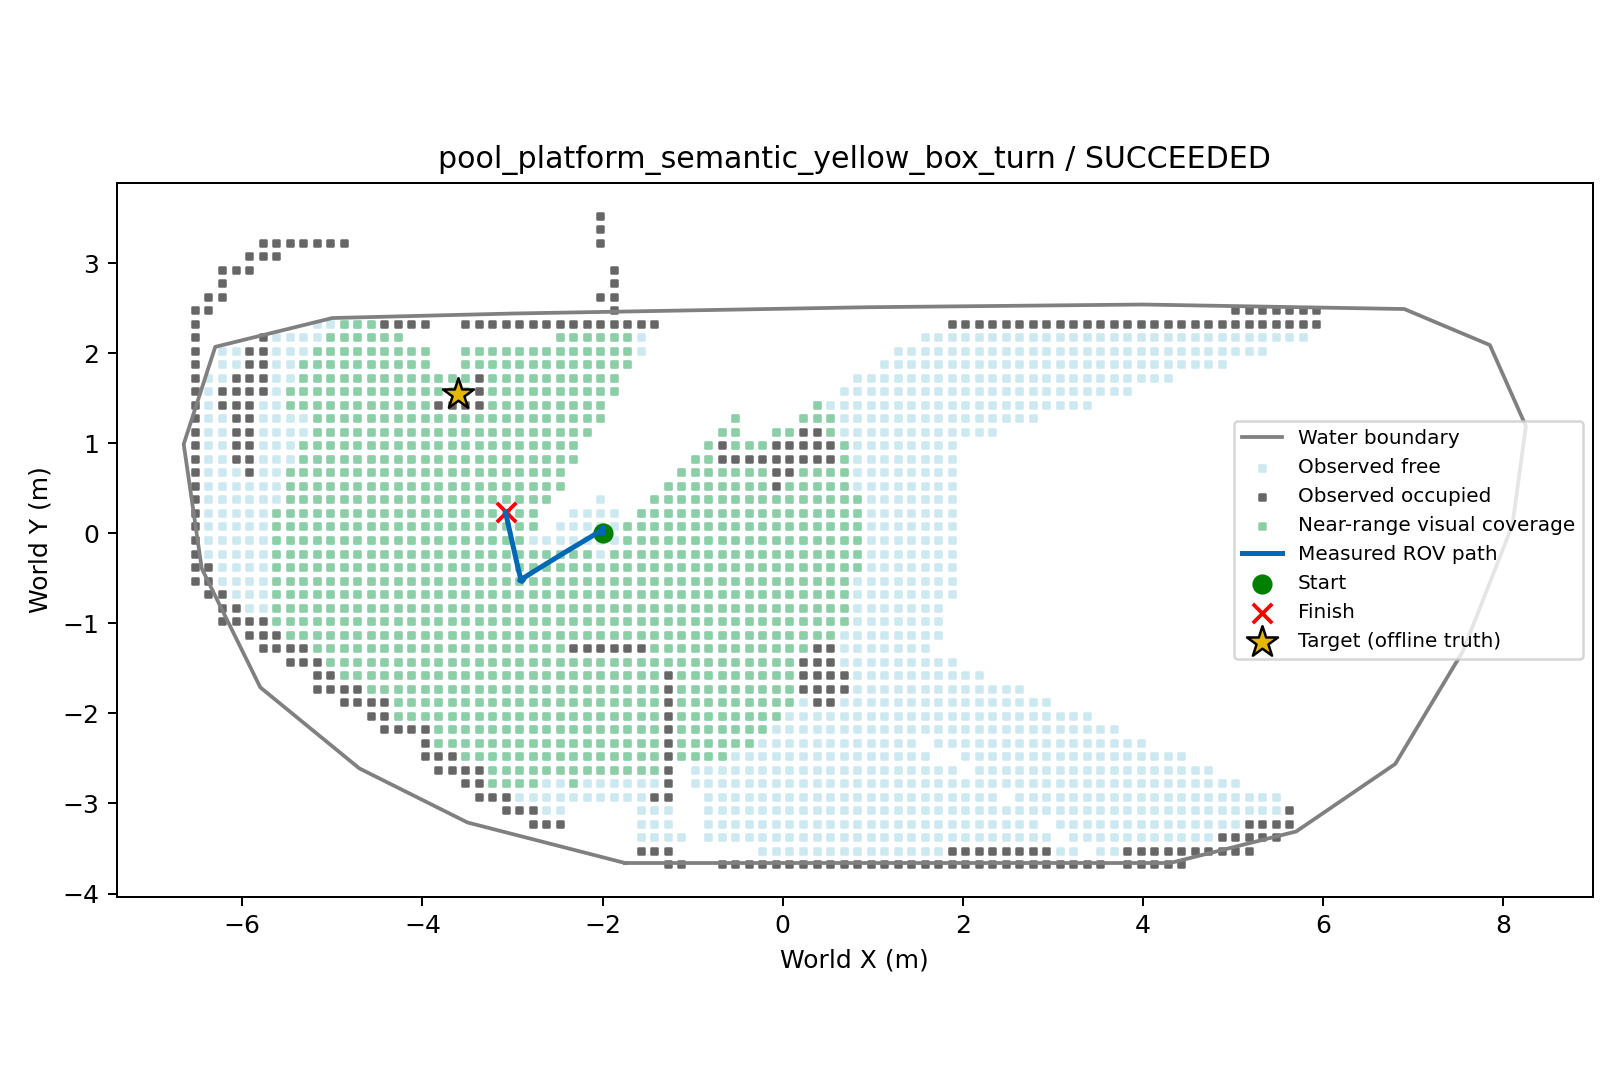 pool_platform_semantic_yellow_box_turn / SUCCEEDED
World Y (m)
3
2
1
0
−1
−2
−3
−4
Water boundary
Observed free
Observed occupied
Near-range visual coverage
Measured ROV path
Start
Finish
Target (offline truth)
−6 −4 −2 0 2 4 6 8
World X (m)